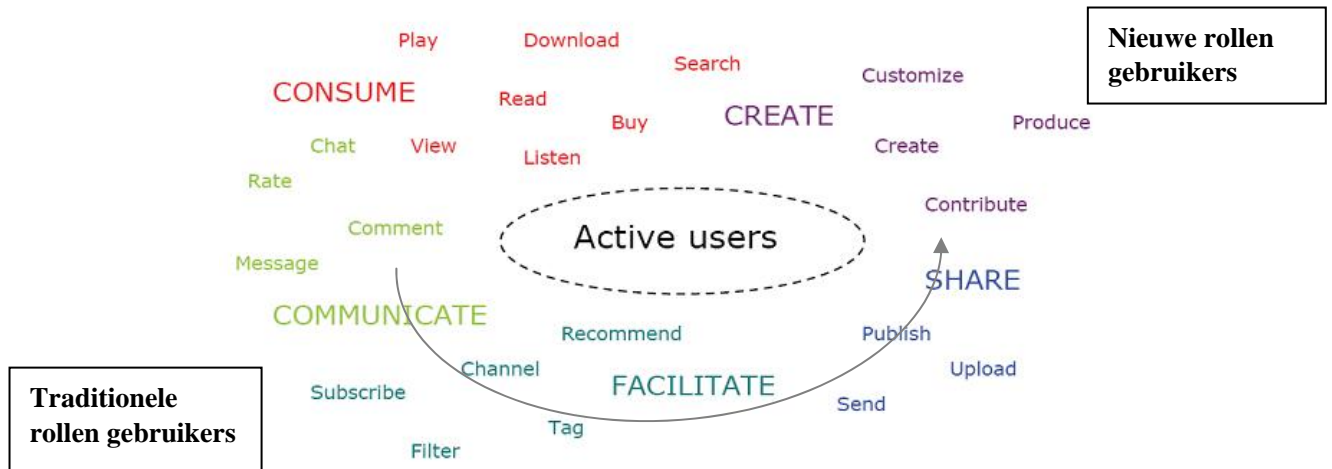 Play
Download
Search
Nieuwe rollen
gebruikers
Customize
CONSUME
Read
Buy
CREATE
Produce
Chat
View
Listen
Create
Rate
Contribute
Comment
Active users
Message
SHARE
COMMUNICATE
Recommend
Publish
Channel
Upload
Subscribe
FACILITATE
Send
Traditionele
rollen gebruikers
Tag
Filter